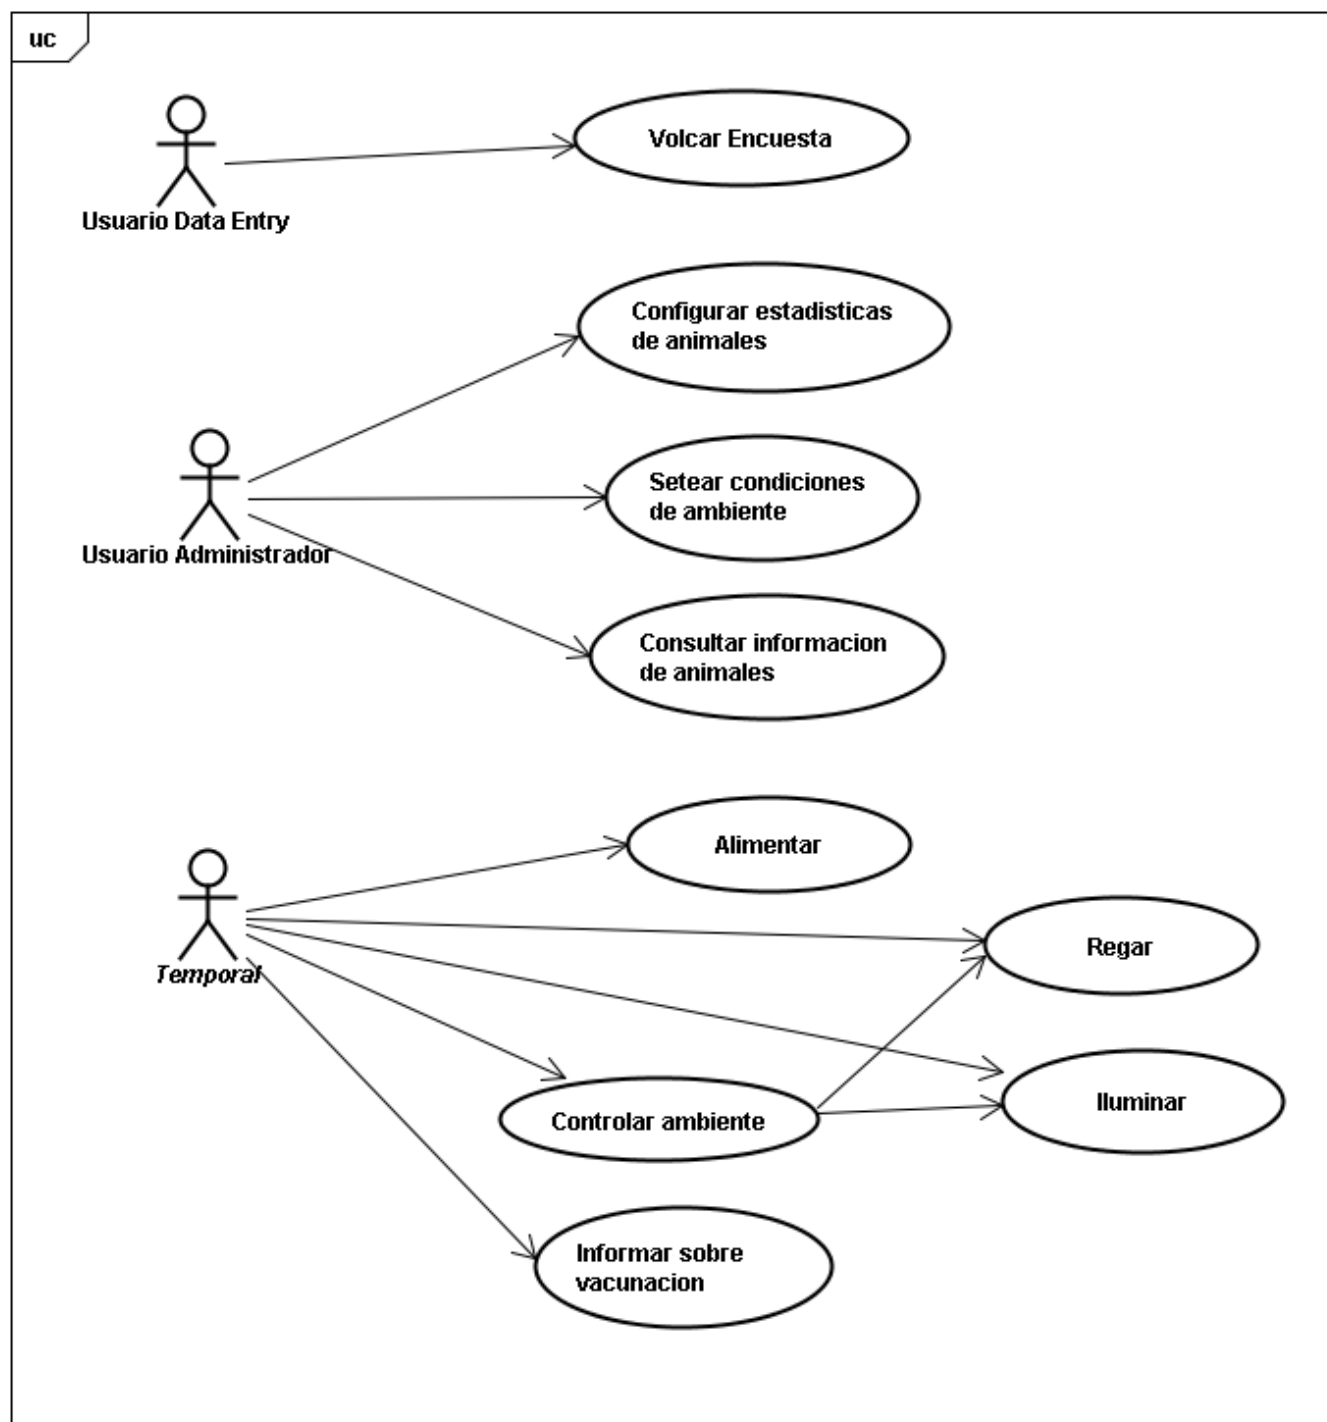 uc
Volcar Encuesta
Usuario Data Entry
Configurar estadisticas
de animales
Setear condiciones
de ambiente
Usuario Administrador
Consultar informacion
de animales
Alimentar
Regar
Temporal
Iluminar
Controlar ambiente
Informar sobre
vacunacion